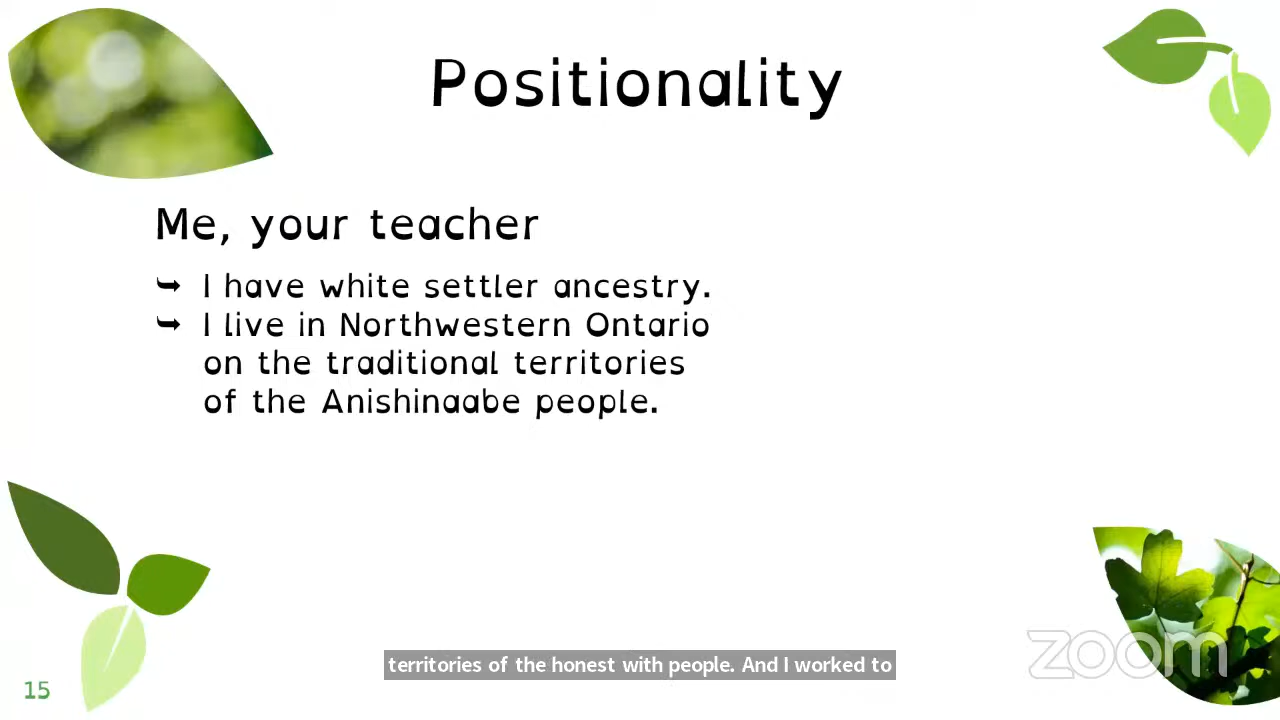 Positionality
Me, your teacher
⮩ I have white settler ancestry.
⮩ I live in Northwestern Ontario
on the traditional territories
of the Anishinaabe people.
territories of the honest with people. And I worked to
zoom
15